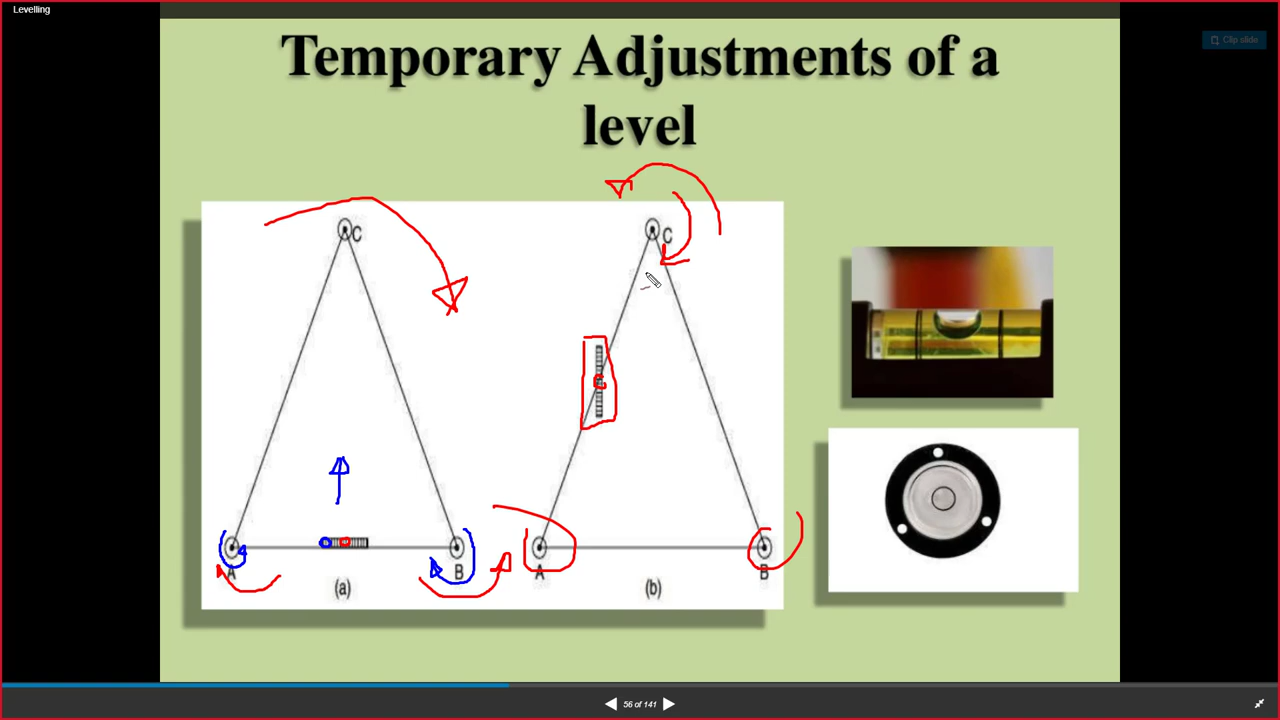 Levelling
Clip slide
Temporary Adjustments of a
level
C
C
A
B
A
B
(a)
(b)
56 of 141